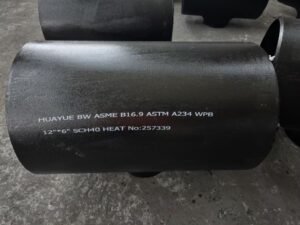 HUAYUE BW ASME B16.9 ASTM A234 WPB
12"*6" SCH40 HEAT No:257339